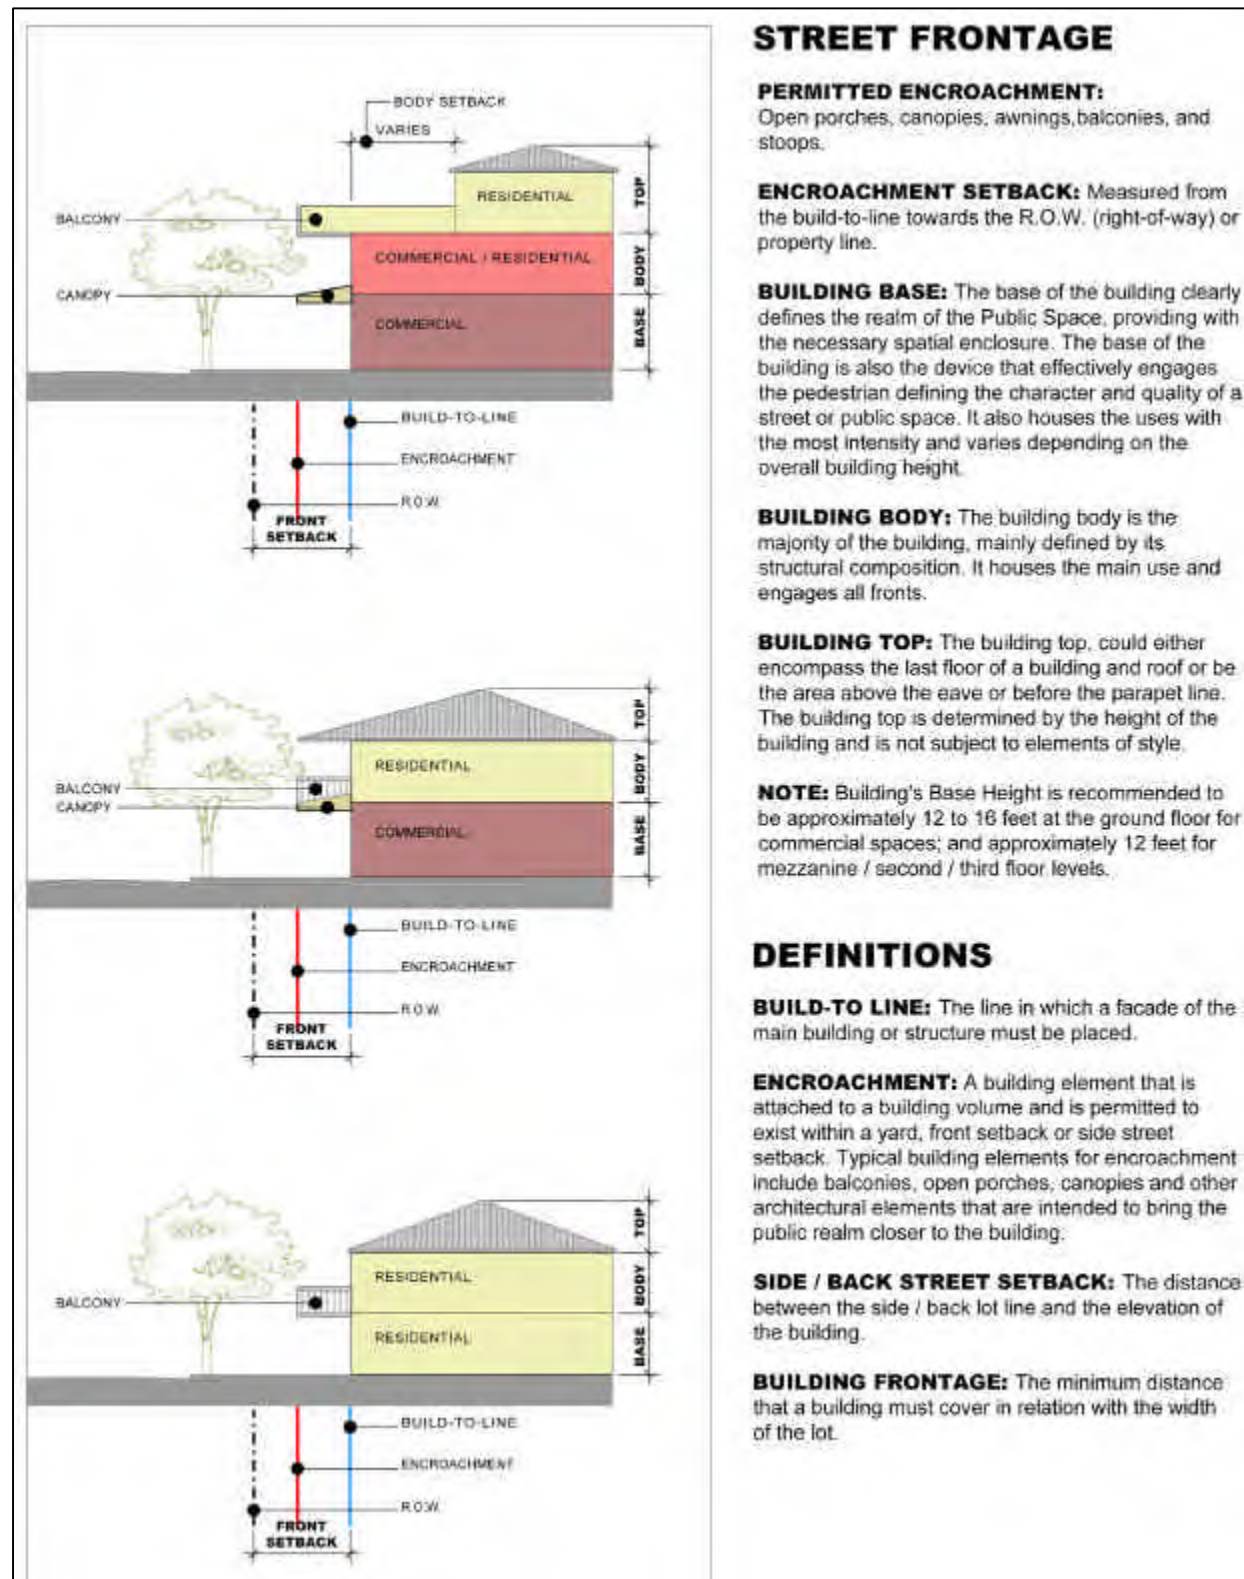 BODY SETBACK
VARIES
RESIDENTIAL
TOP
BALCONY
COMMERCIAL / RESIDENTIAL
BODY
CANOPY
COMMERCIAL
BASE
BUILD-TO-LINE
ENCROACHMENT
R.O.W.
FRONT
SETBACK
TOP
RESIDENTIAL
BODY
BALCONY
CANOPY
COMMERCIAL
BASE
BUILD-TO-LINE
ENCROACHMENT
R.O.W.
FRONT
SETBACK
TOP
RESIDENTIAL
BODY
BALCONY
RESIDENTIAL
BASE
BUILD-TO-LINE
ENCROACHMENT
R.O.W.
FRONT
SETBACK
STREET FRONTAGE
PERMITTED ENCROACHMENT:
Open porches, canopies, awnings,balconies, and
stoops.
ENCROACHMENT SETBACK: Measured from
the build-to-line towards the R.O.W. (right-of-way) or
property line.
BUILDING BASE: The base of the building clearly
defines the realm of the Public Space, providing with
the necessary spatial enclosure. The base of the
building is also the device that effectively engages
the pedestrian defining the character and quality of a
street or public space. It also houses the uses with
the most intensity and varies depending on the
overall building height.
BUILDING BODY: The building body is the
majority of the building, mainly defined by its
structural composition. It houses the main use and
engages all fronts.
BUILDING TOP: The building top, could either
encompass the last floor of a building and roof or be
the area above the eave or before the parapet line.
The building top is determined by the height of the
building and is not subject to elements of style.
NOTE: Building's Base Height is recommended to
be approximately 12 to 16 feet at the ground floor for
commercial spaces; and approximately 12 feet for
mezzanine / second / third floor levels.
DEFINITIONS
BUILD-TO LINE: The line in which a facade of the
main building or structure must be placed.
ENCROACHMENT: A building element that is
attached to a building volume and is permitted to
exist within a yard, front setback or side street
setback. Typical building elements for encroachment
include balconies, open porches, canopies and other
architectural elements that are intended to bring the
public realm closer to the building.
SIDE / BACK STREET SETBACK: The distance
between the side / back lot line and the elevation of
the building.
BUILDING FRONTAGE: The minimum distance
that a building must cover in relation with the width
of the lot.